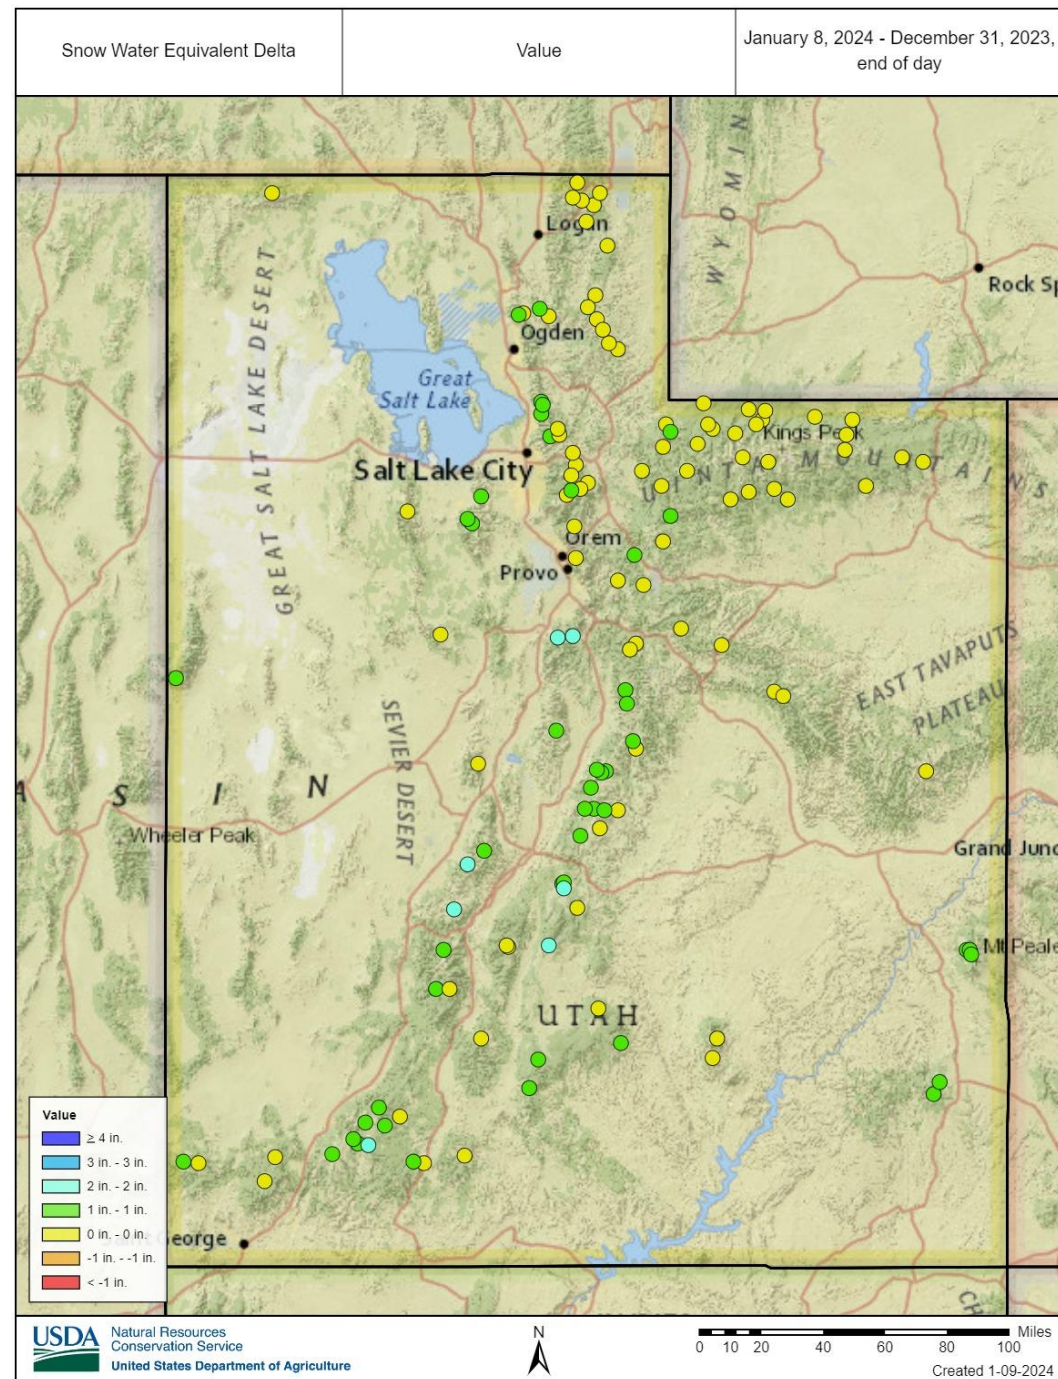 Snow Water Equivalent Delta
Value
January 8, 2024 - December 31, 2023,
end of day
WYOMIN
Logan
Rock Sp
GREAT SALT LAKE DESERT
Ogden
Great
Salt Lake
Kings Peak
Salt Lake City
UINTA MOUNTAINS
Orem
Provo
EAST TAVAPUTS
PLATEAU
SEVIER DESERT
A S I N
Wheeler Peak
Grand Junc
Mt Peale
UTAH
Value
≥ 4 in.
3 in. - 3 in.
2 in. - 2 in.
1 in. - 1 in.
0 in. - 0 in.
-1 in. - -1 in.
< -1 in.
George
CH
USDA
Natural Resources
Conservation Service
United States Department of Agriculture
N
Miles
0 10 20 40 60 80 100
Created 1-09-2024